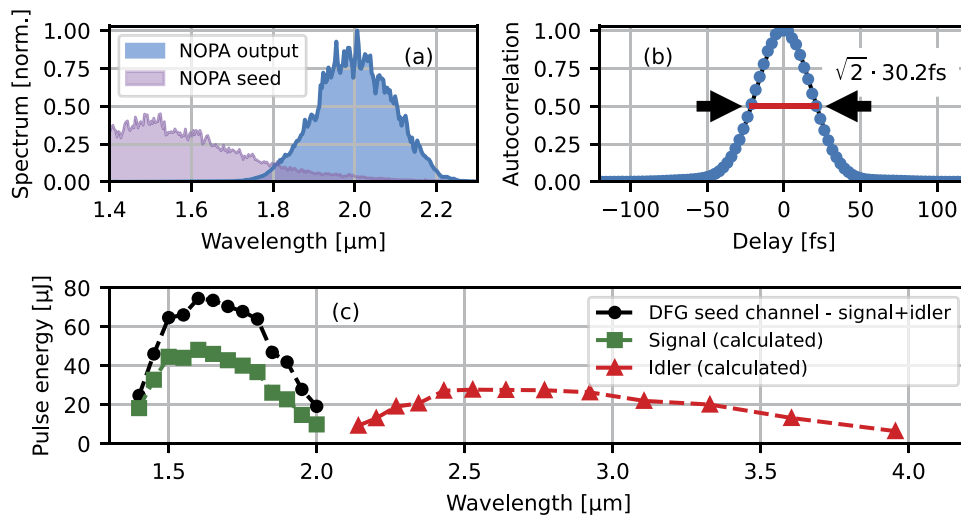 Spectrum [norm.]
1.00
0.75
0.50
0.25
0.00
NOPA output
NOPA seed
(a)
1.4 1.6 1.8 2.0 2.2
Wavelength [μm]
Autocorrelation
1.00
0.75
0.50
0.25
0.00
(b)
√2 · 30.2fs
−100 −50 0 50 100
Delay [fs]
Pulse energy [μJ]
80
60
40
20
0
(c)
DFG seed channel - signal+idler
Signal (calculated)
Idler (calculated)
1.5 2.0 2.5 3.0 3.5 4.0
Wavelength [μm]